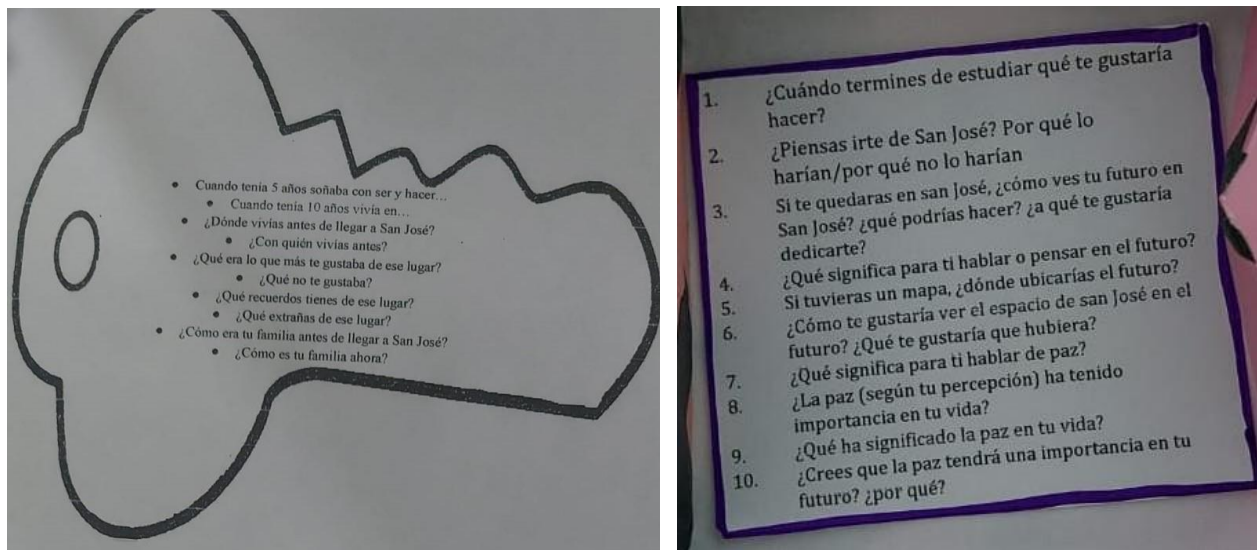 Cuando tenía 5 años soñaba con ser y hacer…
Cuando tenía 10 años vivía en…
¿Dónde vivías antes de llegar a San José?
¿Con quién vivías antes?
¿Qué era lo que más te gustaba de ese lugar?
¿Qué no te gustaba?
¿Qué recuerdos tienes de ese lugar?
¿Qué extrañas de ese lugar?
¿Cómo era tu familia antes de llegar a San José?
¿Cómo es tu familia ahora?
1. ¿Cuándo termines de estudiar qué te gustaría
hacer?
2. ¿Piensas irte de San José? Por qué lo
harían/por qué no lo harían
3. Si te quedaras en san José, ¿cómo ves tu futuro en
San José? ¿qué podrías hacer? ¿a qué te gustaría
dedicarte?
4. ¿Qué significa para ti hablar o pensar en el futuro?
5. Si tuvieras un mapa, ¿dónde ubicarías el futuro?
6. ¿Cómo te gustaría ver el espacio de san José en el
futuro? ¿Qué te gustaría que hubiera?
7. ¿Qué significa para ti hablar de paz?
8. ¿La paz (según tu percepción) ha tenido
importancia en tu vida?
9. ¿Qué ha significado la paz en tu vida?
10. ¿Crees que la paz tendrá una importancia en tu
futuro? ¿por qué?